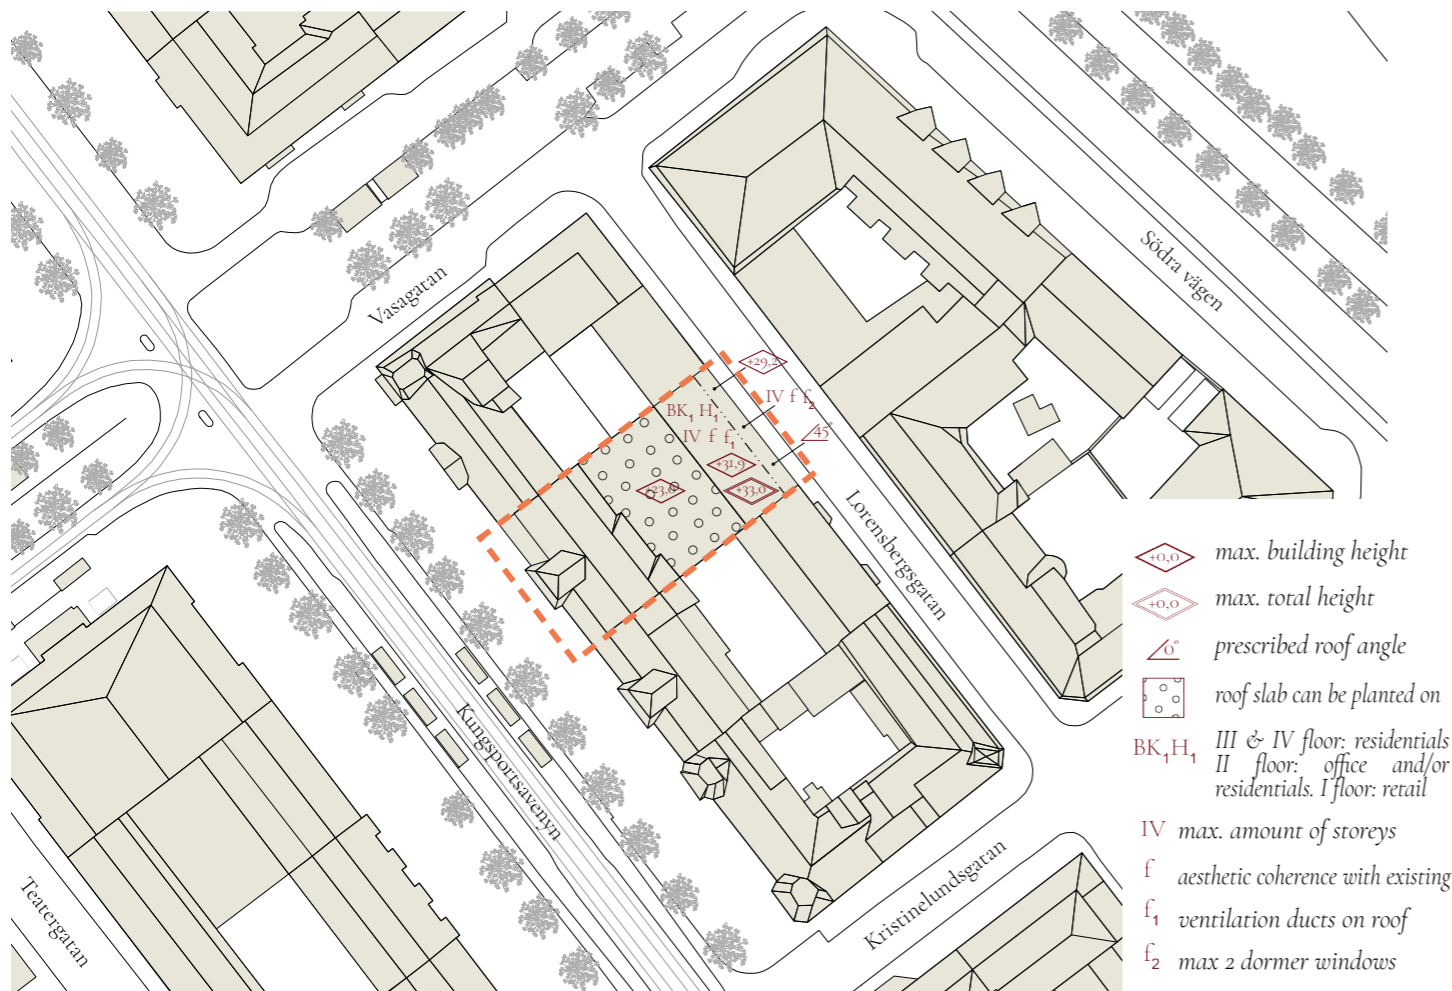 Södra vägen
Vasagatan
+29,2
BK₁ H₁
IV f f₂
IV f f₁
45°
+31,9
+23,0
+33,0
Lorensbergsgatan
Kungsportsavenyn
Kristinelundsgatan
Teatergatan
+0,0 max. building height
+0,0 max. total height
0° prescribed roof angle
roof slab can be planted on
BK₁H₁ III & IV floor: residentials
II floor: office and/or
residentials. I floor: retail
IV max. amount of storeys
f aesthetic coherence with existing
f₁ ventilation ducts on roof
f₂ max 2 dormer windows